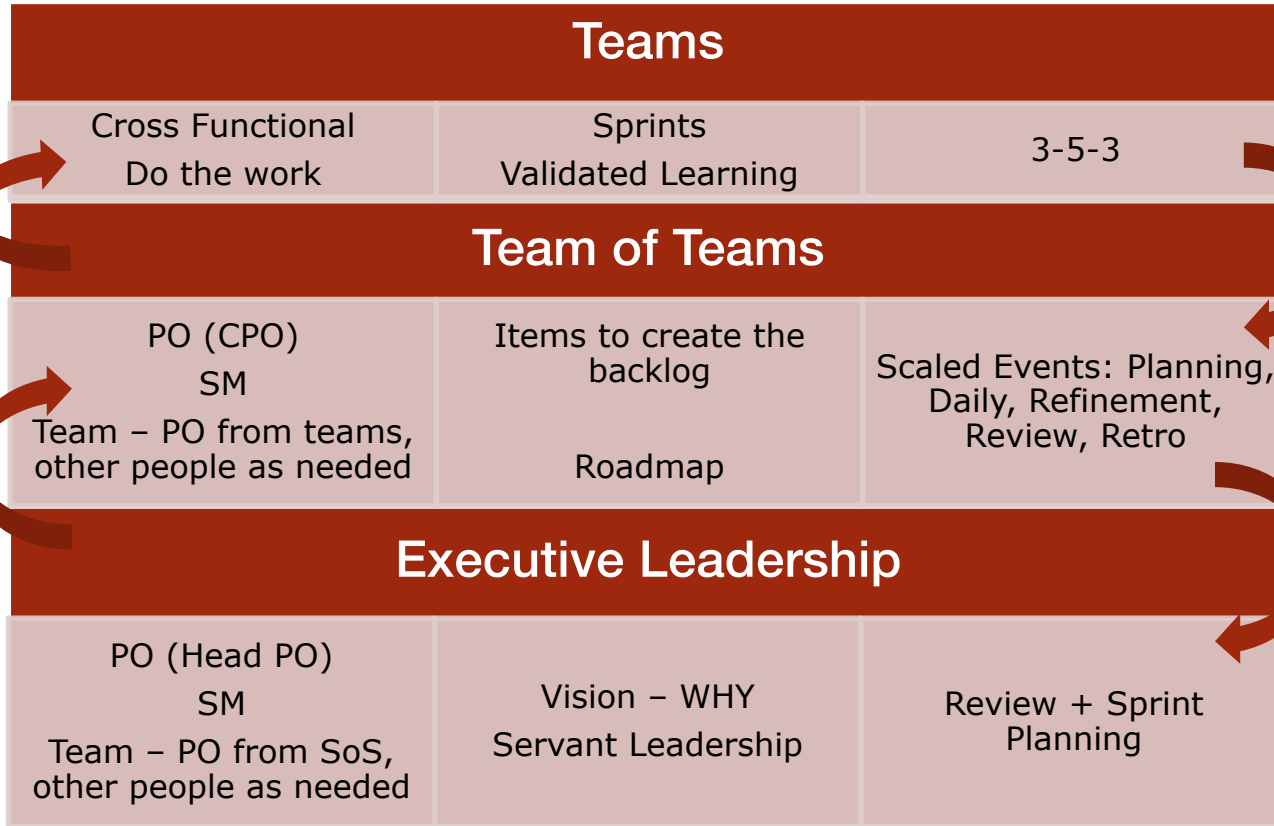 Teams
Cross Functional
Do the work
Sprints
Validated Learning
3-5-3
Team of Teams
PO (CPO)
SM
Team – PO from teams,
other people as needed
Items to create the
backlog
Roadmap
Scaled Events: Planning,
Daily, Refinement,
Review, Retro
Executive Leadership
PO (Head PO)
SM
Team – PO from SoS,
other people as needed
Vision – WHY
Servant Leadership
Review + Sprint
Planning